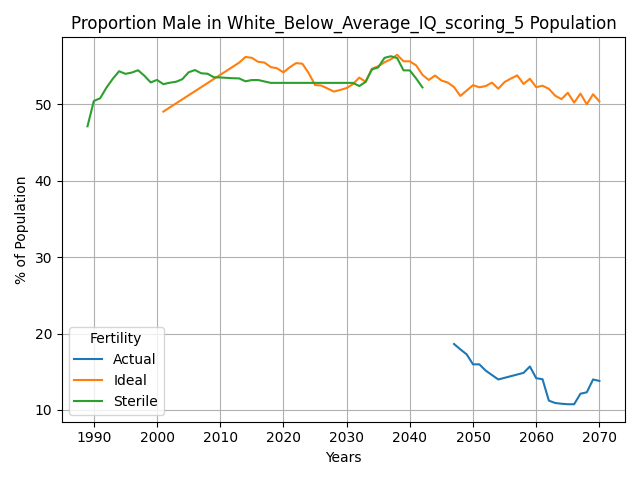 Proportion Male in White_Below_Average_IQ_scoring_5 Population
% of Population
50
40
30
20
10
Fertility
Actual
Ideal
Sterile
1990 2000 2010 2020 2030 2040 2050 2060 2070
Years